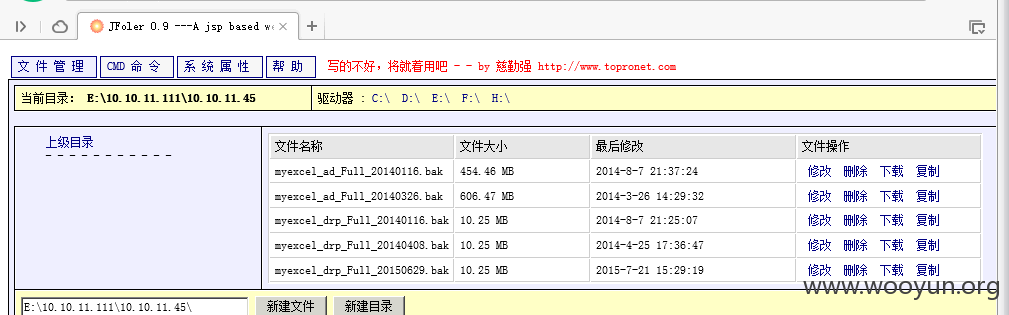 JFoler 0.9 ---A jsp based we
文件管理 CMD 命令 系统属性 帮助 写的不好，将就着用吧 - - by 慈勤强 http://www.topronet.com
当前目录： E:\10.10.11.111\10.10.11.45 驱动器 : C:\ D:\ E:\ F:\ H:\
上级目录
- - - - - - - - - - -
文件名称 文件大小 最后修改 文件操作
myexcel_ad_Full_20140116.bak 454.46 MB 2014-8-7 21:37:24 修改 删除 下载 复制
myexcel_ad_Full_20140326.bak 606.47 MB 2014-3-26 14:29:32 修改 删除 下载 复制
myexcel_drp_Full_20140116.bak 10.25 MB 2014-8-7 21:25:07 修改 删除 下载 复制
myexcel_drp_Full_20140408.bak 10.25 MB 2014-4-25 17:36:47 修改 删除 下载 复制
myexcel_drp_Full_20150629.bak 10.25 MB 2015-7-21 15:29:19 修改 删除 下载 复制
www.wooyun.org
E:\10.10.11.111\10.10.11.45\ 新建文件 新建目录